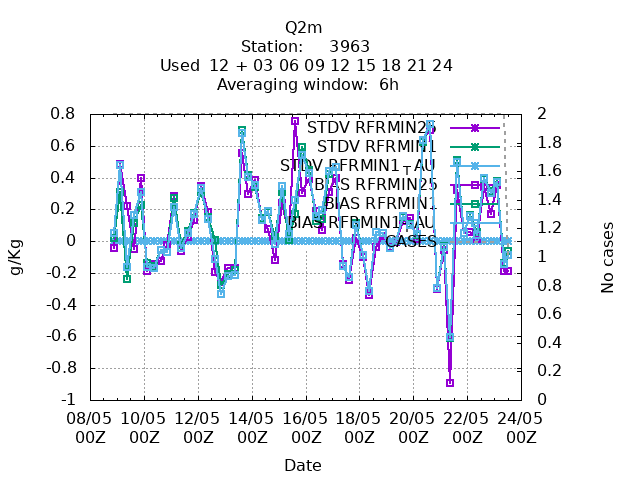 Q2m
Station: 3963
Used 12 + 03 06 09 12 15 18 21 24
Averaging window: 6h
STDV RFRMIN25
STDV RFRMIN1
STDV RFRMIN1_AU
BIAS RFRMIN25
BIAS RFRMIN1
BIAS RFRMIN1_AU
CASES
g/Kg
0.8
0.6
0.4
0.2
0
-0.2
-0.4
-0.6
-0.8
-1
No cases
2
1.8
1.6
1.4
1.2
1
0.8
0.6
0.4
0.2
0
08/05 10/05 12/05 14/05 16/05 18/05 20/05 22/05 24/05
00Z 00Z 00Z 00Z 00Z 00Z 00Z 00Z 00Z
Date